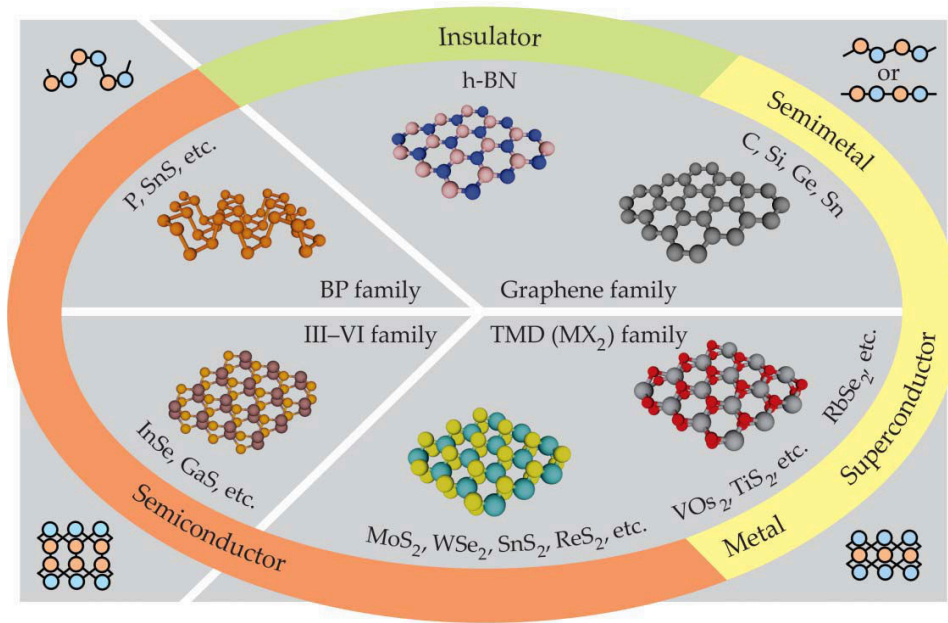 Insulator
h-BN
or
Semimetal
P, SnS, etc.
C, Si, Ge, Sn
BP family
Graphene family
III–VI family
TMD (MX₂) family
InSe, GaS, etc.
RbSe₂, etc.
Superconductor
VOs₂, TiS₂, etc.
MoS₂, WSe₂, SnS₂, ReS₂, etc.
Metal
Semiconductor